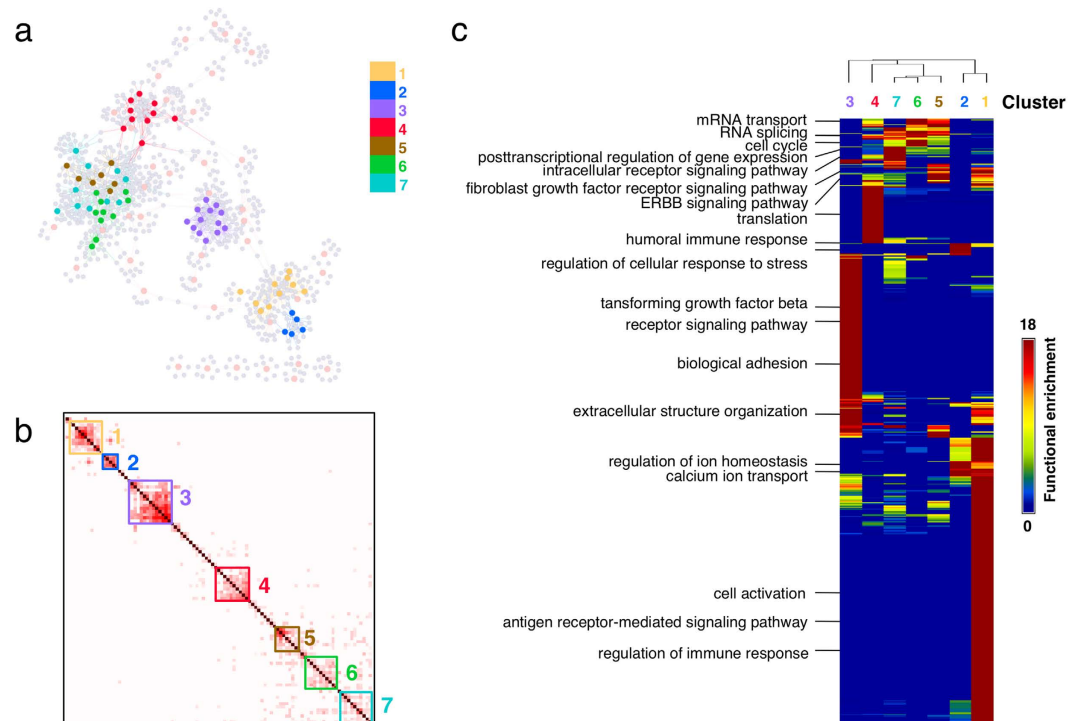 a
1
2
3
4
5
6
7
b
1
2
3
4
5
6
7
c
3 4 7 6 5 2 1 Cluster
mRNA transport
RNA splicing
cell cycle
posttranscriptional regulation of gene expression
intracellular receptor signaling pathway
fibroblast growth factor receptor signaling pathway
ERBB signaling pathway
translation
humoral immune response
regulation of cellular response to stress
tansforming growth factor beta
receptor signaling pathway
biological adhesion
extracellular structure organization
regulation of ion homeostasis
calcium ion transport
cell activation
antigen receptor-mediated signaling pathway
regulation of immune response
18
Functional enrichment
0